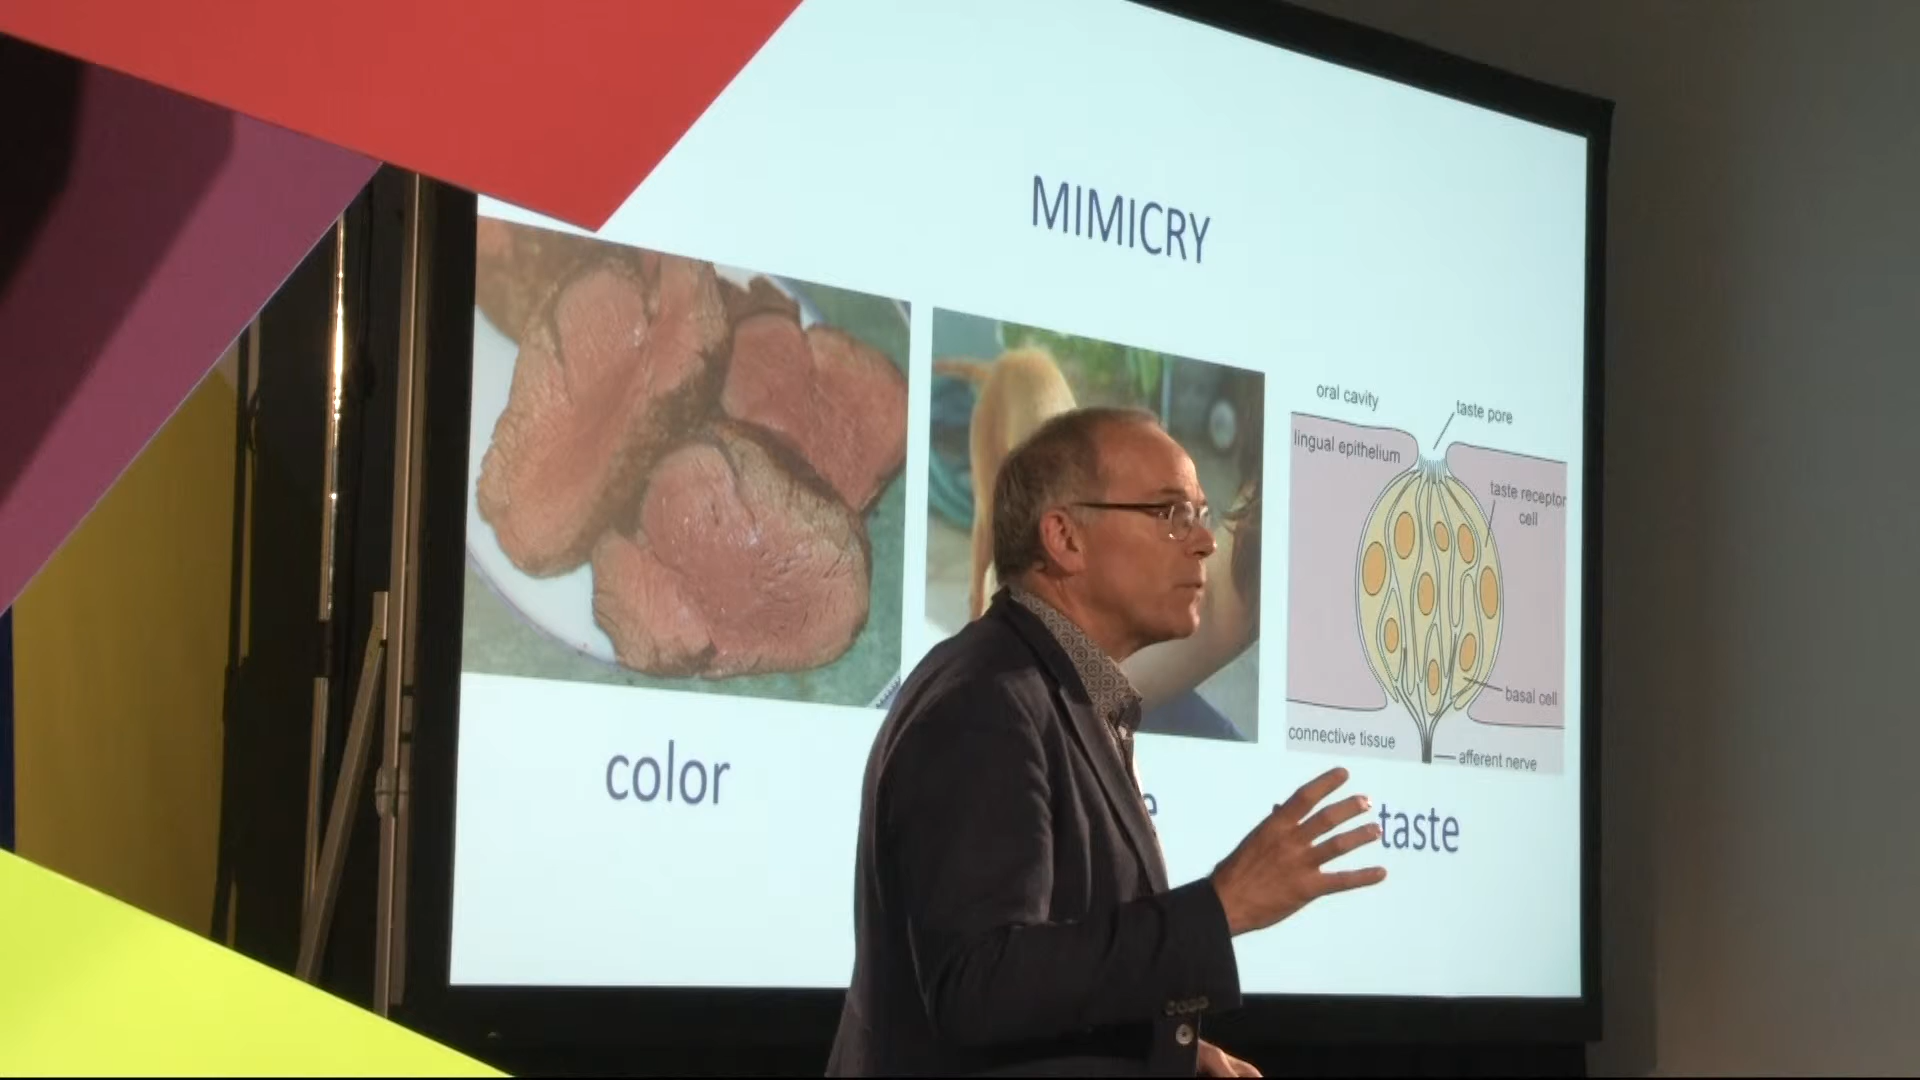 MIMICRY
oral cavity
taste pore
lingual epithelium
taste receptor
cell
basal cell
connective tissue
afferent nerve
color
taste